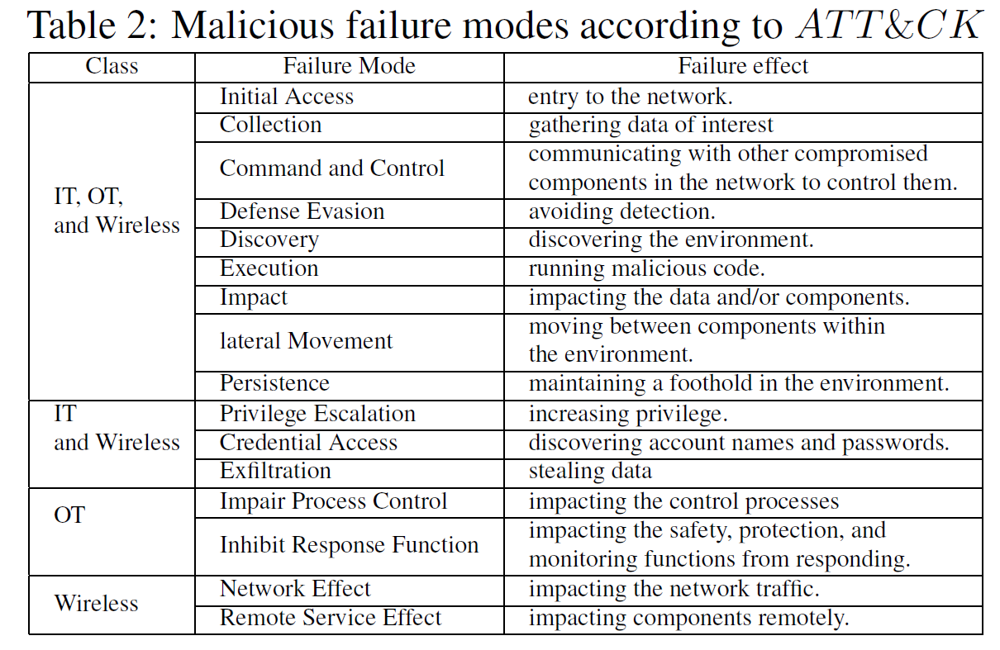 Table 2: Malicious failure modes according to ATT&CK
Class Failure Mode Failure effect
IT, OT,
and Wireless
Initial Access entry to the network.
Collection gathering data of interest
Command and Control communicating with other compromised
components in the network to control them.
Defense Evasion avoiding detection.
Discovery discovering the environment.
Execution running malicious code.
Impact impacting the data and/or components.
lateral Movement moving between components within
the environment.
Persistence maintaining a foothold in the environment.
IT
and Wireless
Privilege Escalation increasing privilege.
Credential Access discovering account names and passwords.
Exfiltration stealing data
OT
Impair Process Control impacting the control processes
Inhibit Response Function impacting the safety, protection, and
monitoring functions from responding.
Wireless
Network Effect impacting the network traffic.
Remote Service Effect impacting components remotely.